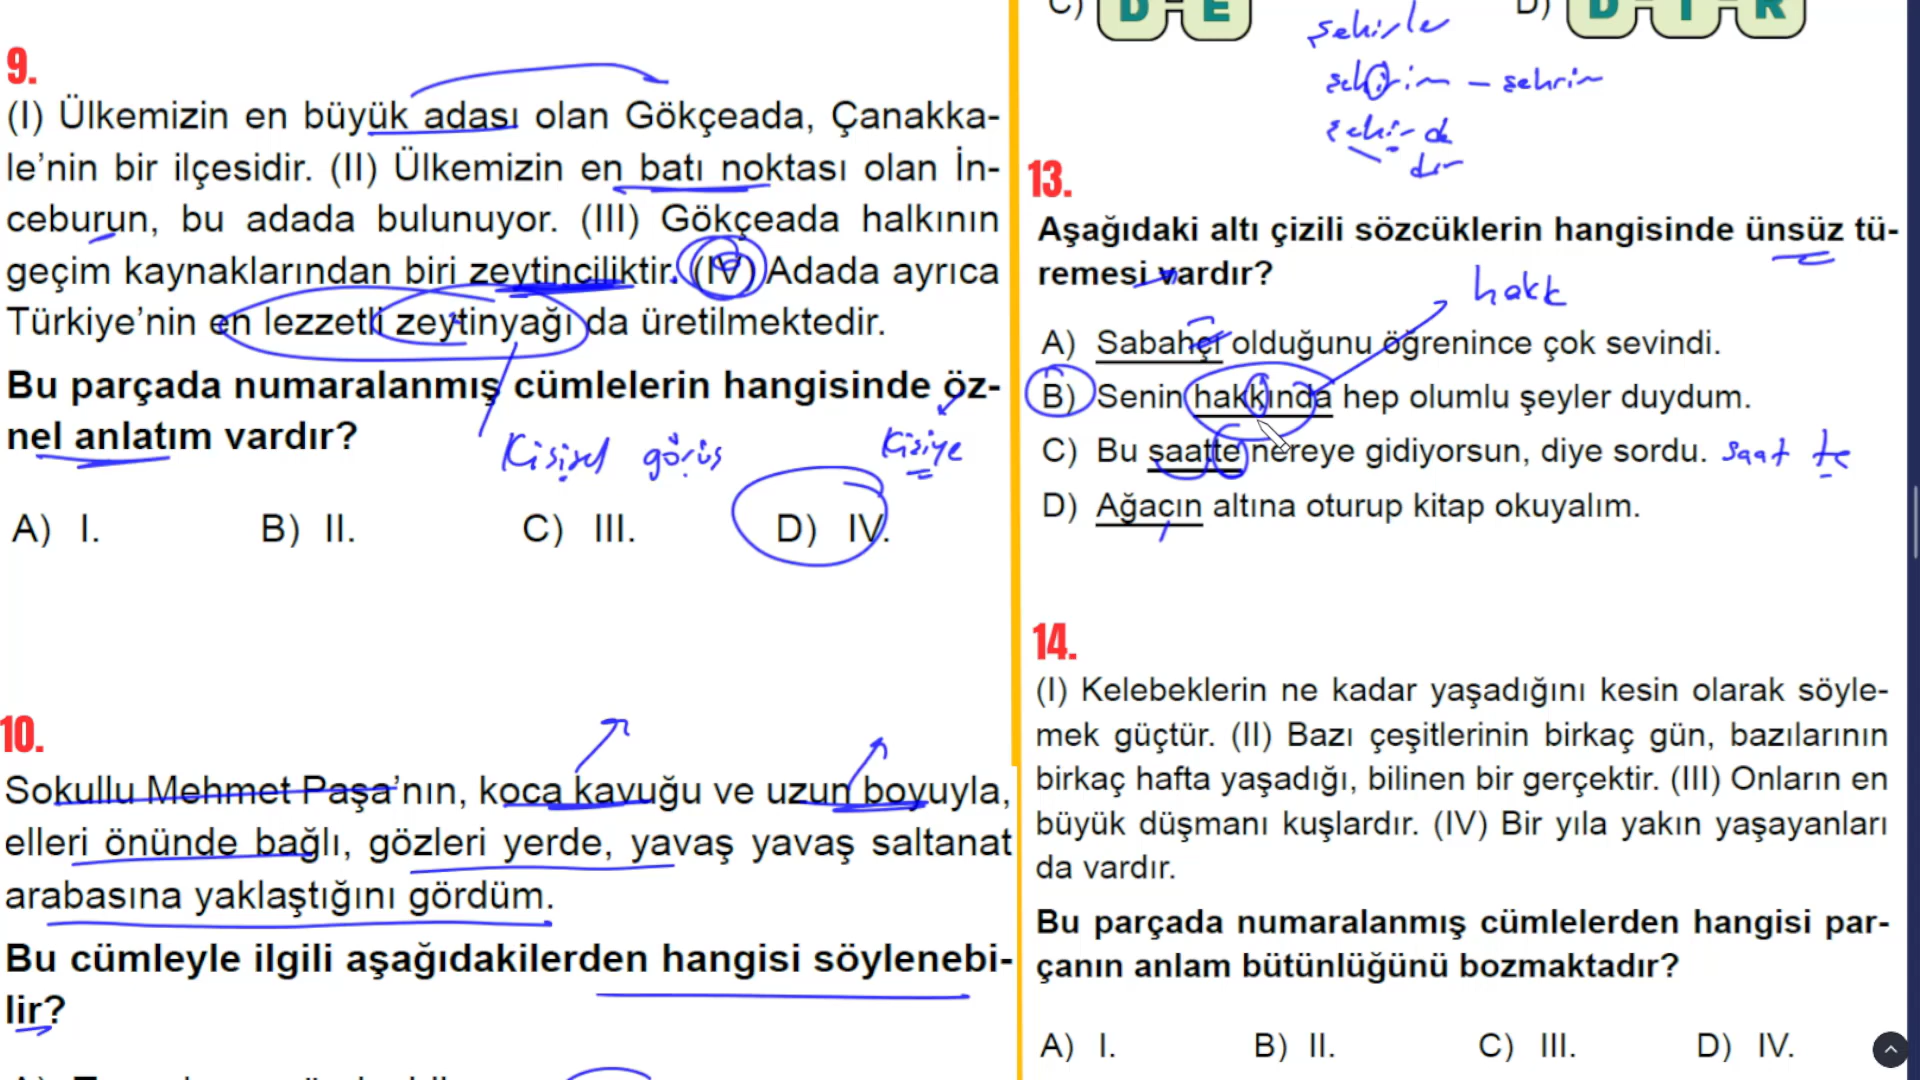 9.
(I) Ülkemizin en büyük adası olan Gökçeada, Çanakka-
le’nin bir ilçesidir. (II) Ülkemizin en batı noktası olan İn-
ceburun, bu adada bulunuyor. (III) Gökçeada halkının
geçim kaynaklarından biri zeytinciliktir. (IV) Adada ayrıca
Türkiye’nin en lezzetli zeytinyağı da üretilmektedir.
Bu parçada numaralanmış cümlelerin hangisinde öz-
nel anlatım vardır?
Kişisel görüş
Kişiye
A) I.
B) II.
C) III.
D) IV.
10.
Sokullu Mehmet Paşa’nın, koca kavuğu ve uzun boyuyla,
elleri önünde bağlı, gözleri yerde, yavaş yavaş saltanat
arabasına yaklaştığını gördüm.
Bu cümleyle ilgili aşağıdakilerden hangisi söylenebi-
lir?
C) D - E
D) D - I - R
şehirle
şehirim - şehrim
şehir de
dir
13.
Aşağıdaki altı çizili sözcüklerin hangisinde ünsüz tü-
remesi vardır?
hakk
A) Sabahçı olduğunu öğrenince çok sevindi.
B) Senin hakkında hep olumlu şeyler duydum.
C) Bu saatte nereye gidiyorsun, diye sordu. saat te
D) Ağacın altına oturup kitap okuyalım.
14.
(I) Kelebeklerin ne kadar yaşadığını kesin olarak söyle-
mek güçtür. (II) Bazı çeşitlerinin birkaç gün, bazılarının
birkaç hafta yaşadığı, bilinen bir gerçektir. (III) Onların en
büyük düşmanı kuşlardır. (IV) Bir yıla yakın yaşayanları
da vardır.
Bu parçada numaralanmış cümlelerden hangisi par-
çanın anlam bütünlüğünü bozmaktadır?
A) I.
B) II.
C) III.
D) IV.